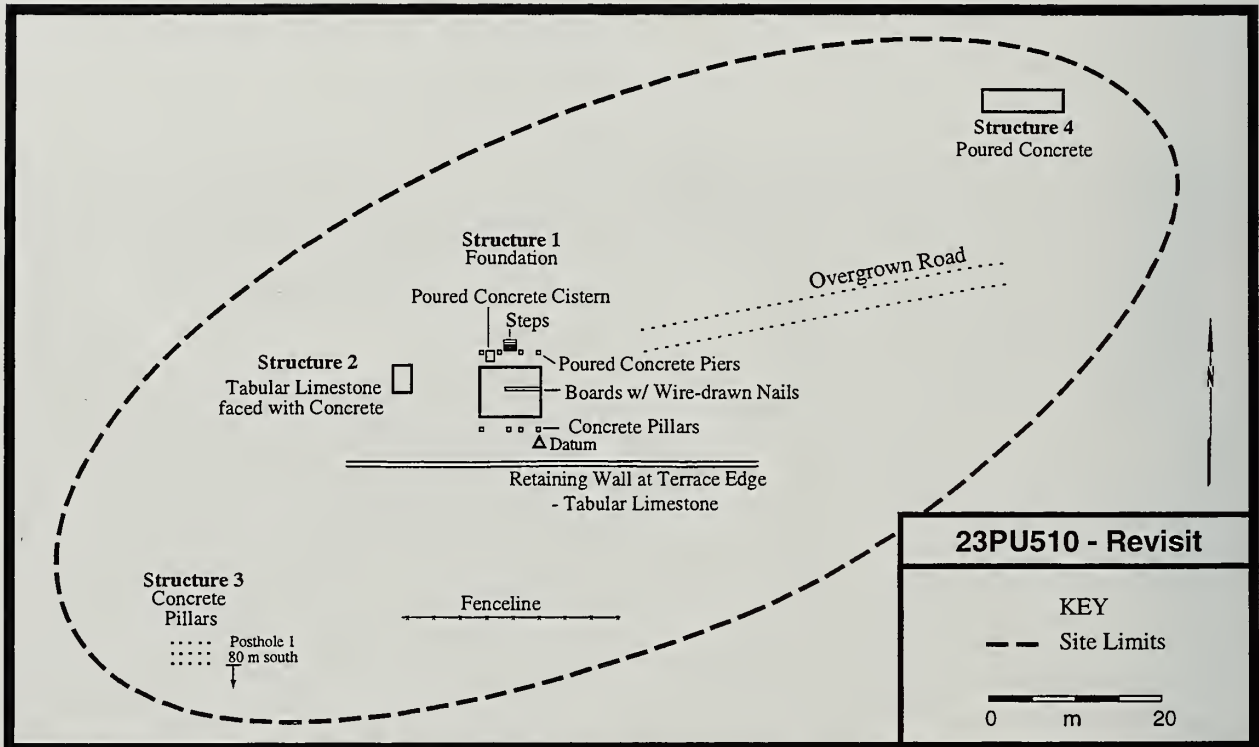 Structure 4
Poured Concrete
Structure 1
Foundation
Overgrown Road
Poured Concrete Cistern
Steps
Structure 2
Tabular Limestone
faced with Concrete
Poured Concrete Piers
Boards w/ Wire-drawn Nails
Concrete Pillars
Datum
N
Retaining Wall at Terrace Edge
- Tabular Limestone
23PU510 - Revisit
Structure 3
Concrete
Pillars
Fenceline
Posthole 1
80 m south
KEY
Site Limits
0 m 20